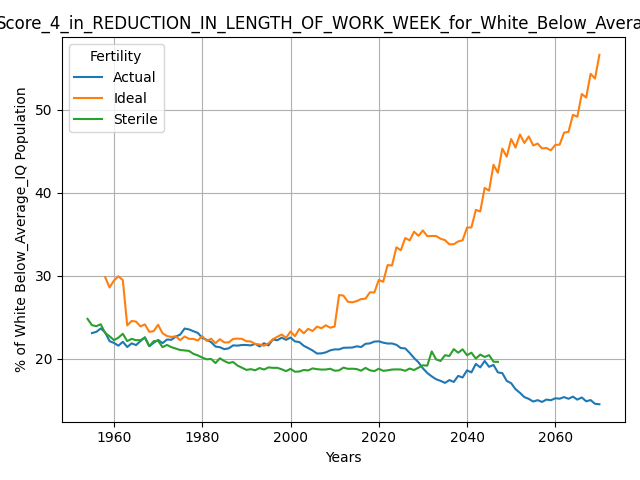 Score_4_in_REDUCTION_IN_LENGTH_OF_WORK_WEEK_for_White_Below_Avera
Fertility
Actual
Ideal
Sterile
% of White Below_Average_IQ Population
50
40
30
20
1960 1980 2000 2020 2040 2060
Years